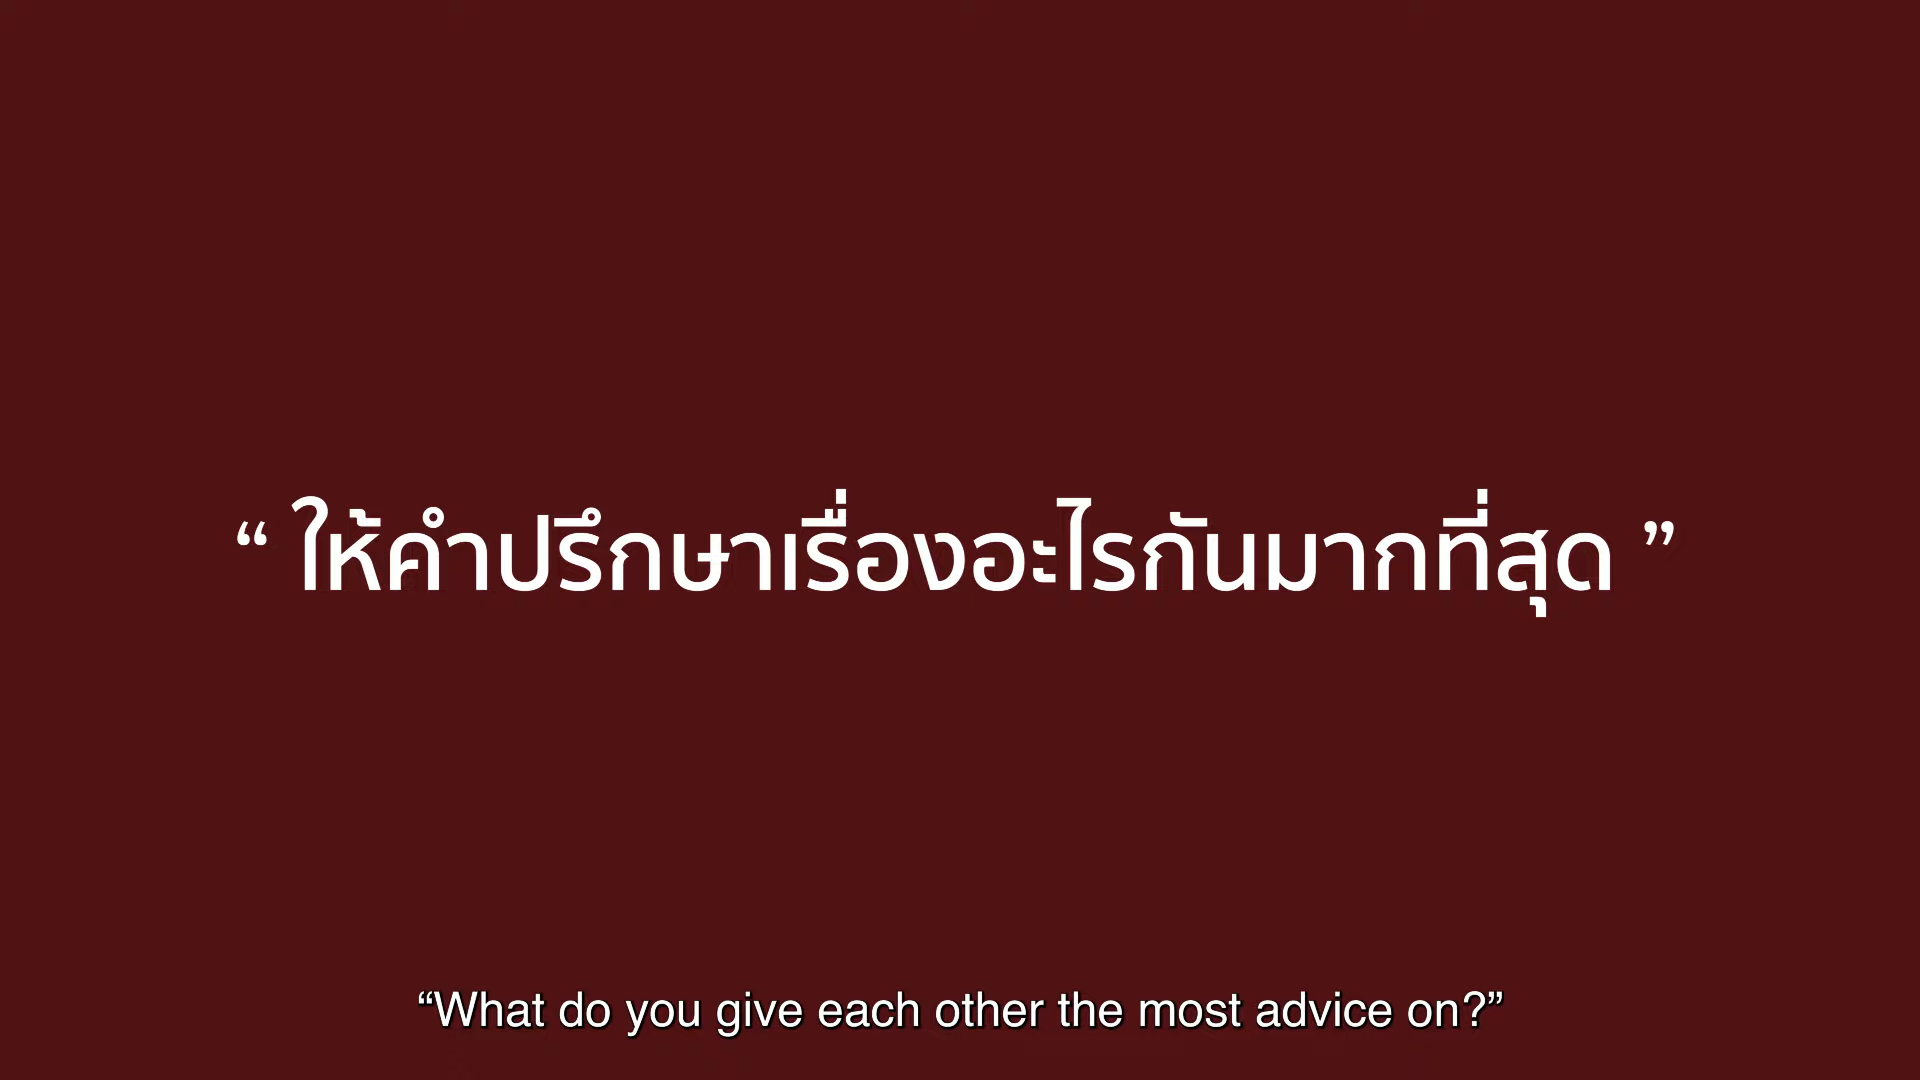 “ ให้คำปรึกษาเรื่องอะไรกันมากที่สุด ”
“What do you give each other the most advice on?”